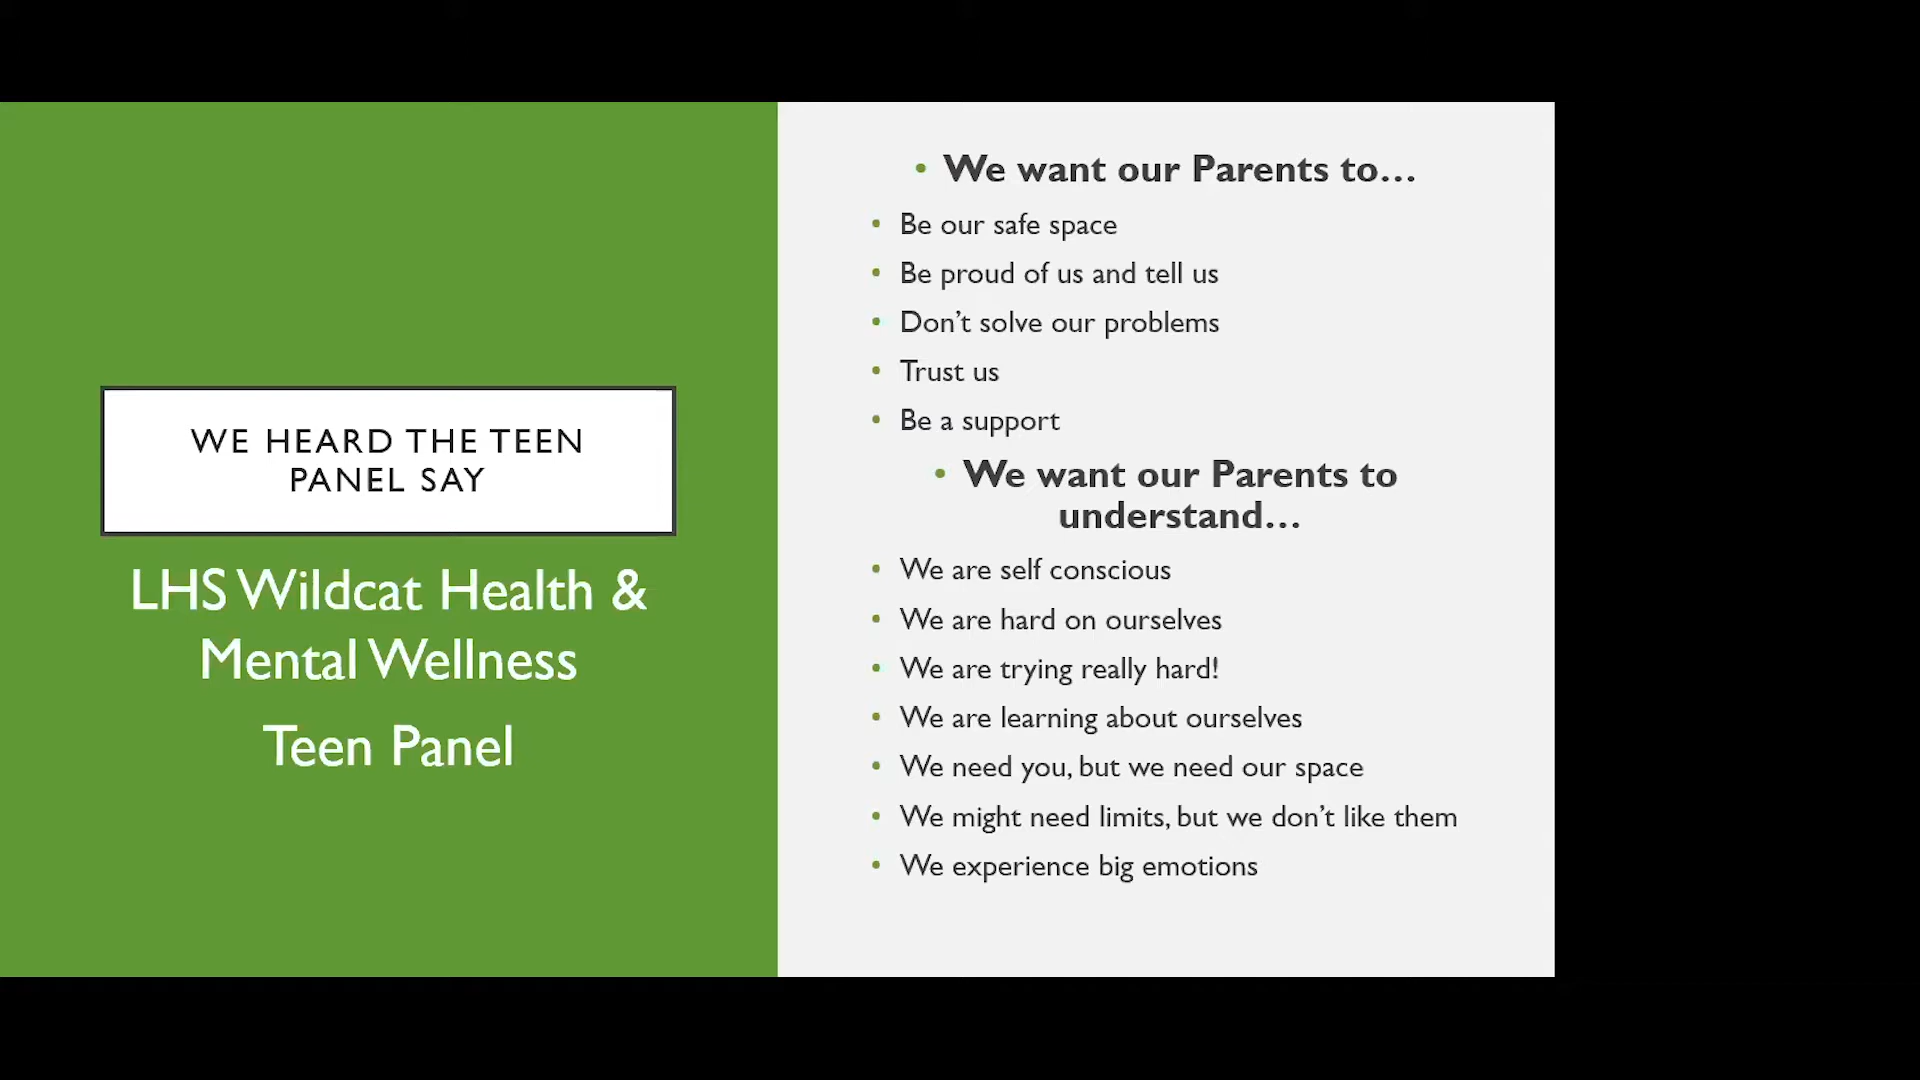 WE HEARD THE TEEN
PANEL SAY
LHS Wildcat Health &
Mental Wellness
Teen Panel
• We want our Parents to…
• Be our safe space
• Be proud of us and tell us
• Don’t solve our problems
• Trust us
• Be a support
• We want our Parents to
understand…
• We are self conscious
• We are hard on ourselves
• We are trying really hard!
• We are learning about ourselves
• We need you, but we need our space
• We might need limits, but we don’t like them
• We experience big emotions